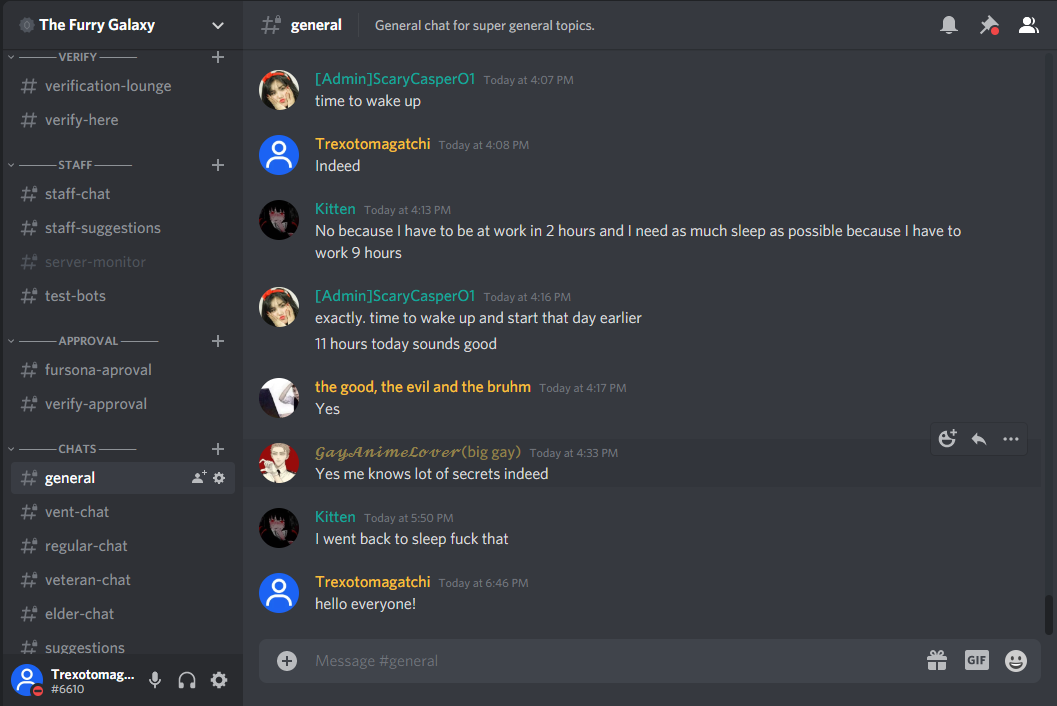 The Furry Galaxy
VERIFY
verification-lounge
verify-here
STAFF
staff-chat
staff-suggestions
server-monitor
test-bots
APPROVAL
fursona-aproval
verify-approval
CHATS
general
vent-chat
regular-chat
veteran-chat
elder-chat
suggestions
Trexotomag...
#6610
general
General chat for super general topics.
[Admin]ScaryCasper01 Today at 4:07 PM
time to wake up
Trexotomagatchi Today at 4:08 PM
Indeed
Kitten Today at 4:13 PM
No because I have to be at work in 2 hours and I need as much sleep as possible because I have to
work 9 hours
[Admin]ScaryCasper01 Today at 4:16 PM
exactly. time to wake up and start that day earlier
11 hours today sounds good
the good, the evil and the bruhm Today at 4:17 PM
Yes
𝓖𝓪𝔂𝓐𝓷𝓲𝓶𝓮𝓛𝓸𝓿𝓮𝓻(big gay) Today at 4:33 PM
Yes me knows lot of secrets indeed
Kitten Today at 5:50 PM
I went back to sleep fuck that
Trexotomagatchi Today at 6:46 PM
hello everyone!
Message #general
GIF